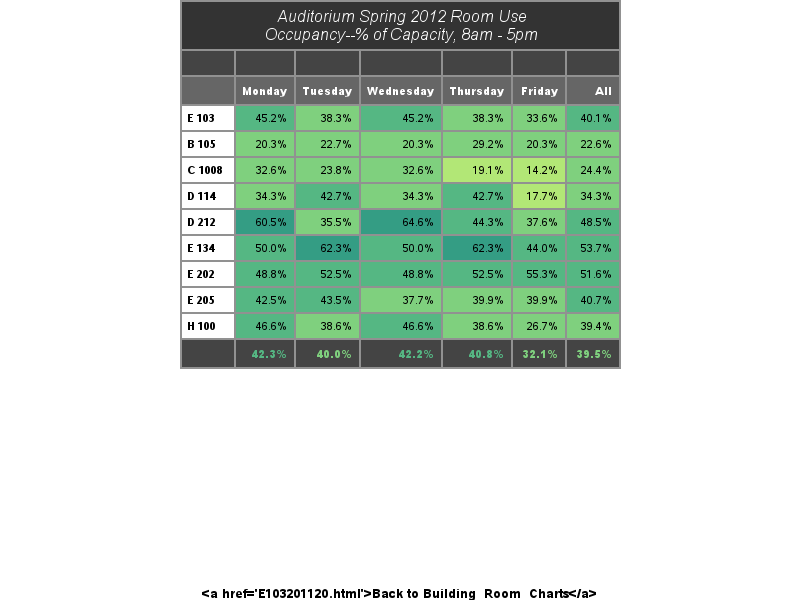 Auditorium Spring 2012 Room Use
Occupancy--% of Capacity, 8am - 5pm
Monday Tuesday Wednesday Thursday Friday All
E 103 45.2% 38.3% 45.2% 38.3% 33.6% 40.1%
B 105 20.3% 22.7% 20.3% 29.2% 20.3% 22.6%
C 1008 32.6% 23.8% 32.6% 19.1% 14.2% 24.4%
D 114 34.3% 42.7% 34.3% 42.7% 17.7% 34.3%
D 212 60.5% 35.5% 64.6% 44.3% 37.6% 48.5%
E 134 50.0% 62.3% 50.0% 62.3% 44.0% 53.7%
E 202 48.8% 52.5% 48.8% 52.5% 55.3% 51.6%
E 205 42.5% 43.5% 37.7% 39.9% 39.9% 40.7%
H 100 46.6% 38.6% 46.6% 38.6% 26.7% 39.4%
42.3% 40.0% 42.2% 40.8% 32.1% 39.5%
<a href='E103201120.html'>Back to Building Room Charts</a>